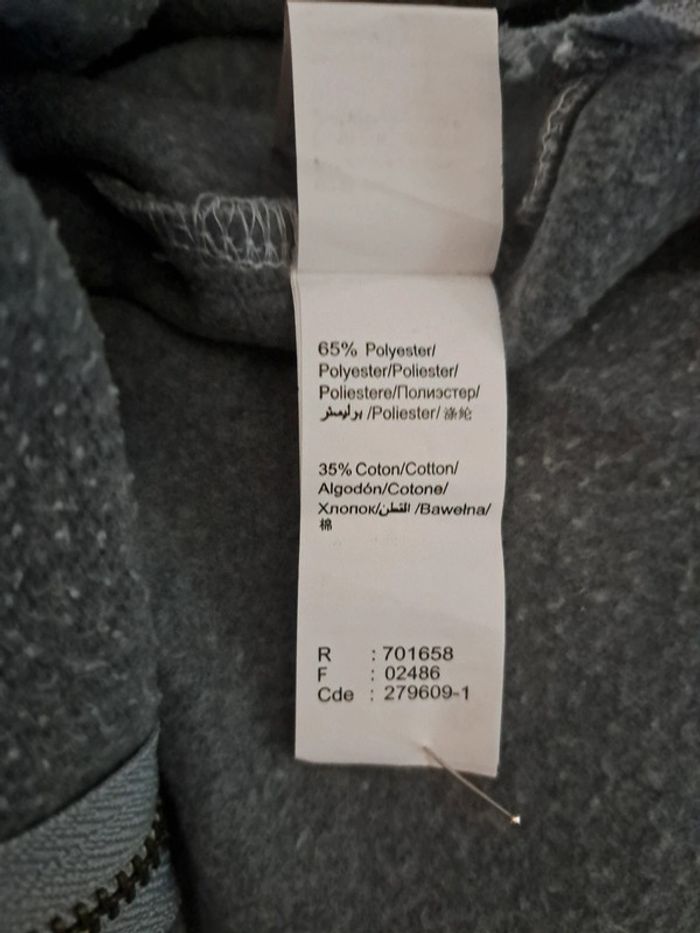 65% Polyester/
Polyester/Poliester/
Poliestere/Полиэстер/
بوليستر /Poliester/ 涤纶
35% Coton/Cotton/
Algodón/Cotone/
Хлопок/القطن /Bawełna/
棉
R : 701658
F : 02486
Cde : 279609-1